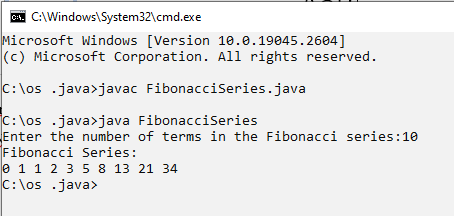 C:\Windows\System32\cmd.exe
Microsoft Windows [Version 10.0.19045.2604]
(c) Microsoft Corporation. All rights reserved.
C:\os .java>javac FibonacciSeries.java
C:\os .java>java FibonacciSeries
Enter the number of terms in the Fibonacci series:10
Fibonacci Series:
0 1 1 2 3 5 8 13 21 34
C:\os .java>